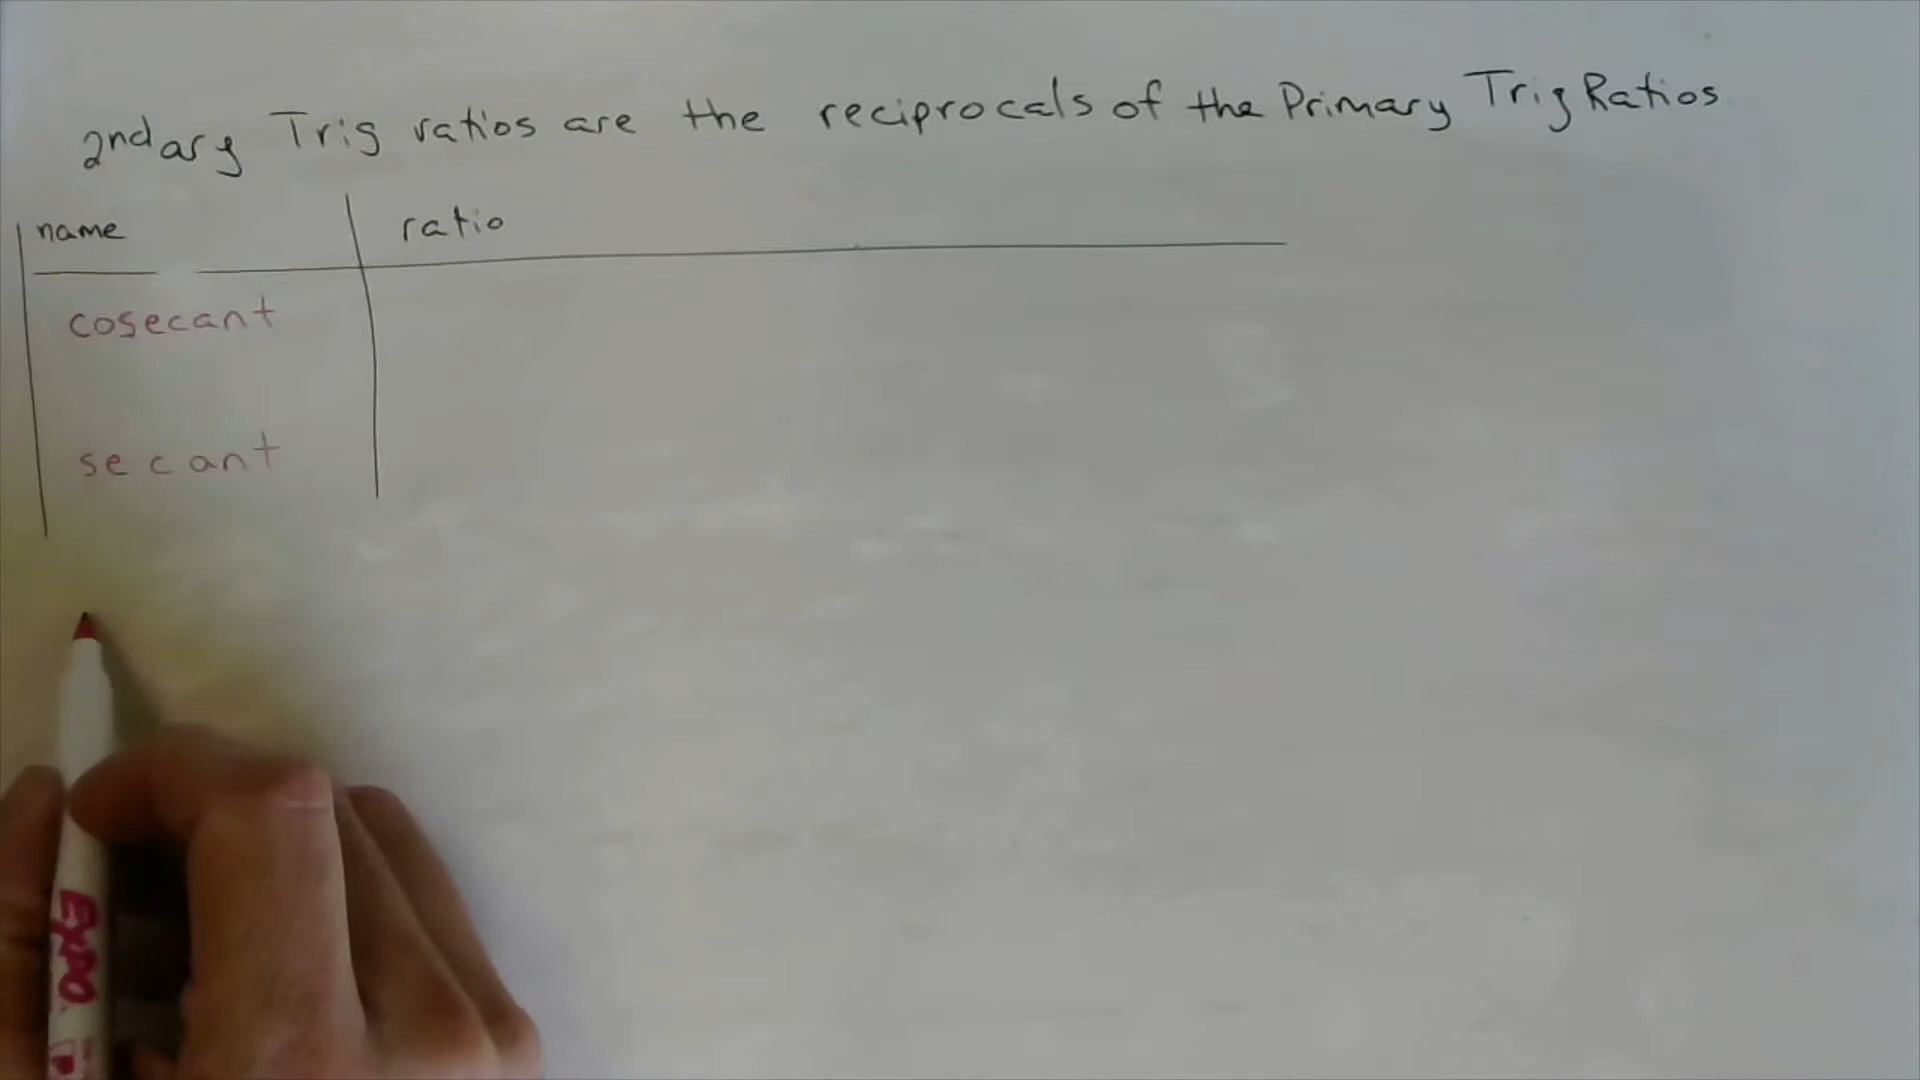 2ndary Trig ratios are the reciprocals of the Primary Trig Ratios
name ratio
cosecant
secant
EXPO